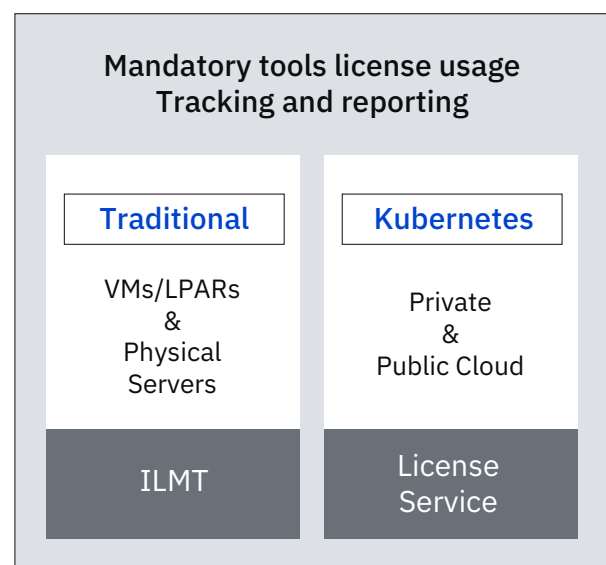 Mandatory tools license usage
Tracking and reporting
Traditional
VMs/LPARs
&
Physical
Servers
ILMT
Kubernetes
Private
&
Public Cloud
License
Service